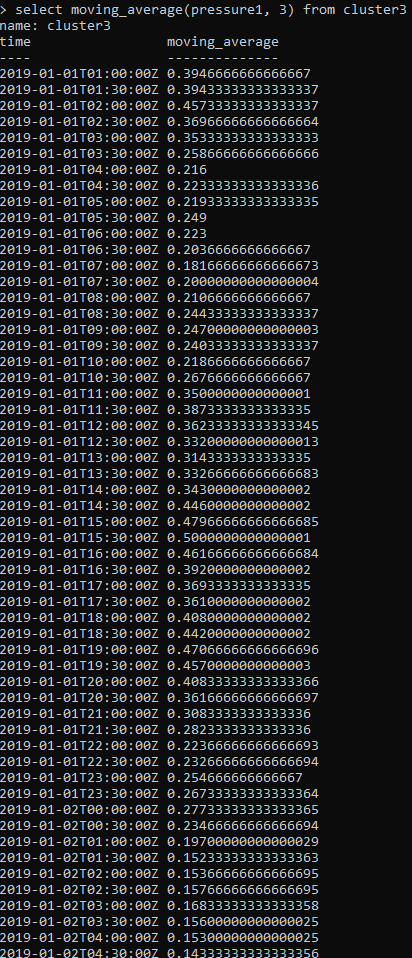 > select moving_average(pressure1, 3) from cluster3
name: cluster3
time                 moving_average
----                 --------------
2019-01-01T01:00:00Z 0.3946666666666667
2019-01-01T01:30:00Z 0.39433333333333337
2019-01-01T02:00:00Z 0.45733333333333337
2019-01-01T02:30:00Z 0.36966666666666664
2019-01-01T03:00:00Z 0.35333333333333333
2019-01-01T03:30:00Z 0.25866666666666666
2019-01-01T04:00:00Z 0.216
2019-01-01T04:30:00Z 0.22333333333333336
2019-01-01T05:00:00Z 0.21933333333333335
2019-01-01T05:30:00Z 0.249
2019-01-01T06:00:00Z 0.223
2019-01-01T06:30:00Z 0.2036666666666667
2019-01-01T07:00:00Z 0.18166666666666673
2019-01-01T07:30:00Z 0.20000000000000004
2019-01-01T08:00:00Z 0.2106666666666667
2019-01-01T08:30:00Z 0.24433333333333337
2019-01-01T09:00:00Z 0.24700000000000003
2019-01-01T09:30:00Z 0.24033333333333337
2019-01-01T10:00:00Z 0.2186666666666667
2019-01-01T10:30:00Z 0.2676666666666667
2019-01-01T11:00:00Z 0.3500000000000001
2019-01-01T11:30:00Z 0.3873333333333335
2019-01-01T12:00:00Z 0.36233333333333345
2019-01-01T12:30:00Z 0.33200000000000013
2019-01-01T13:00:00Z 0.3143333333333335
2019-01-01T13:30:00Z 0.33266666666666683
2019-01-01T14:00:00Z 0.3430000000000002
2019-01-01T14:30:00Z 0.4460000000000002
2019-01-01T15:00:00Z 0.47966666666666685
2019-01-01T15:30:00Z 0.5000000000000001
2019-01-01T16:00:00Z 0.46166666666666684
2019-01-01T16:30:00Z 0.3920000000000002
2019-01-01T17:00:00Z 0.3693333333333335
2019-01-01T17:30:00Z 0.3610000000000002
2019-01-01T18:00:00Z 0.4080000000000002
2019-01-01T18:30:00Z 0.4420000000000002
2019-01-01T19:00:00Z 0.47066666666666696
2019-01-01T19:30:00Z 0.4570000000000003
2019-01-01T20:00:00Z 0.40833333333333366
2019-01-01T20:30:00Z 0.36166666666666697
2019-01-01T21:00:00Z 0.3083333333333336
2019-01-01T21:30:00Z 0.2823333333333336
2019-01-01T22:00:00Z 0.22366666666666693
2019-01-01T22:30:00Z 0.23266666666666694
2019-01-01T23:00:00Z 0.254666666666667
2019-01-01T23:30:00Z 0.26733333333333364
2019-01-02T00:00:00Z 0.27733333333333365
2019-01-02T00:30:00Z 0.23466666666666694
2019-01-02T01:00:00Z 0.19700000000000029
2019-01-02T01:30:00Z 0.15233333333333363
2019-01-02T02:00:00Z 0.15366666666666695
2019-01-02T02:30:00Z 0.15766666666666695
2019-01-02T03:00:00Z 0.16833333333333358
2019-01-02T03:30:00Z 0.15600000000000025
2019-01-02T04:00:00Z 0.15300000000000025
2019-01-02T04:30:00Z 0.14333333333333356